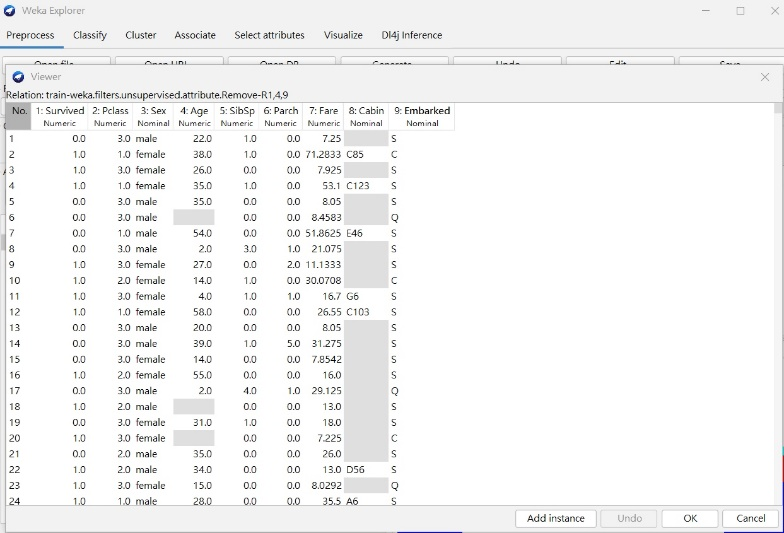 Weka Explorer
Preprocess Classify Cluster Associate Select attributes Visualize Dl4j Inference
Open file... Open URL... Open DB... Generate... Undo Edit... Save...
Viewer
Relation: train-weka.filters.unsupervised.attribute.Remove-R1,4,9
No. 1: Survived 2: Pclass 3: Sex 4: Age 5: SibSp 6: Parch 7: Fare 8: Cabin 9: Embarked
Numeric Numeric Nominal Numeric Numeric Numeric Numeric Nominal Nominal
1 0.0 3.0 male 22.0 1.0 0.0 7.25 S
2 1.0 1.0 female 38.0 1.0 0.0 71.2833 C85 C
3 1.0 3.0 female 26.0 0.0 0.0 7.925 S
4 1.0 1.0 female 35.0 1.0 0.0 53.1 C123 S
5 0.0 3.0 male 35.0 0.0 0.0 8.05 S
6 0.0 3.0 male 0.0 0.0 8.4583 Q
7 0.0 1.0 male 54.0 0.0 0.0 51.8625 E46 S
8 0.0 3.0 male 2.0 3.0 1.0 21.075 S
9 1.0 3.0 female 27.0 0.0 2.0 11.1333 S
10 1.0 2.0 female 14.0 1.0 0.0 30.0708 C
11 1.0 3.0 female 4.0 1.0 1.0 16.7 G6 S
12 1.0 1.0 female 58.0 0.0 0.0 26.55 C103 S
13 0.0 3.0 male 20.0 0.0 0.0 8.05 S
14 0.0 3.0 male 39.0 1.0 5.0 31.275 S
15 0.0 3.0 female 14.0 0.0 0.0 7.8542 S
16 1.0 2.0 female 55.0 0.0 0.0 16.0 S
17 0.0 3.0 male 2.0 4.0 1.0 29.125 Q
18 1.0 2.0 male 0.0 0.0 13.0 S
19 0.0 3.0 female 31.0 1.0 0.0 18.0 S
20 1.0 3.0 female 0.0 0.0 7.225 C
21 0.0 2.0 male 35.0 0.0 0.0 26.0 S
22 1.0 2.0 male 34.0 0.0 0.0 13.0 D56 S
23 1.0 3.0 female 15.0 0.0 0.0 8.0292 Q
24 1.0 1.0 male 28.0 0.0 0.0 35.5 A6 S
Add instance Undo OK Cancel